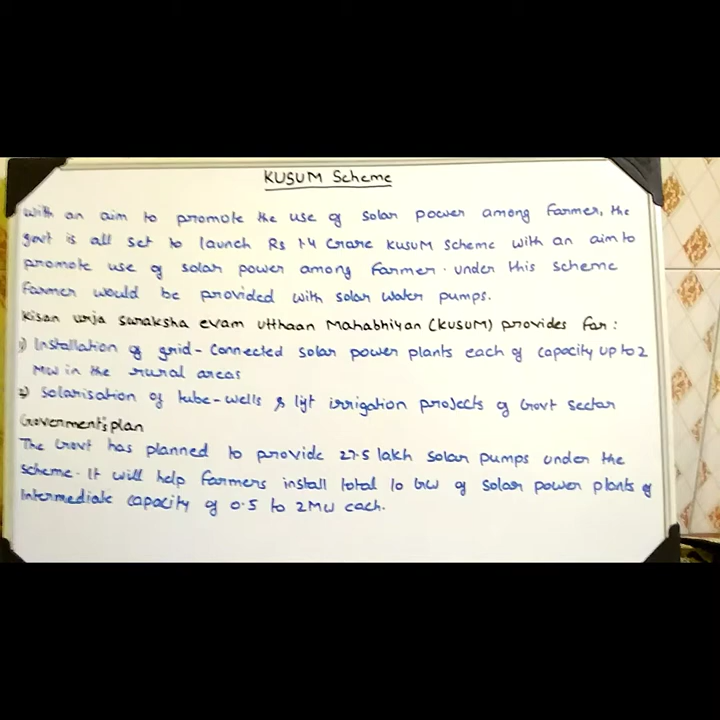 KUSUM Scheme
With an aim to promote the use of solar power among Farmer, the
govt is all set to launch Rs 1.4 Crore KUSUM Scheme with an aim to
promote use of solar power among Farmer. under this scheme
farmer would be provided with solar water pumps.
Kisan urja suraksha evam utthaan Mahabhiyan (KUSUM) provides for:
1) Installation of grid-Connected solar power plants each of capacity up to 2
MW in the rural areas
2) Solarisation of tube-wells & lift irrigation projects of Govt sector
Goverment's plan
The Govt has planned to provide 27.5 lakh solar pumps under the
scheme. It will help farmers install total 10 GW of solar power plants of
Intermediate capacity of 0.5 to 2MW each.